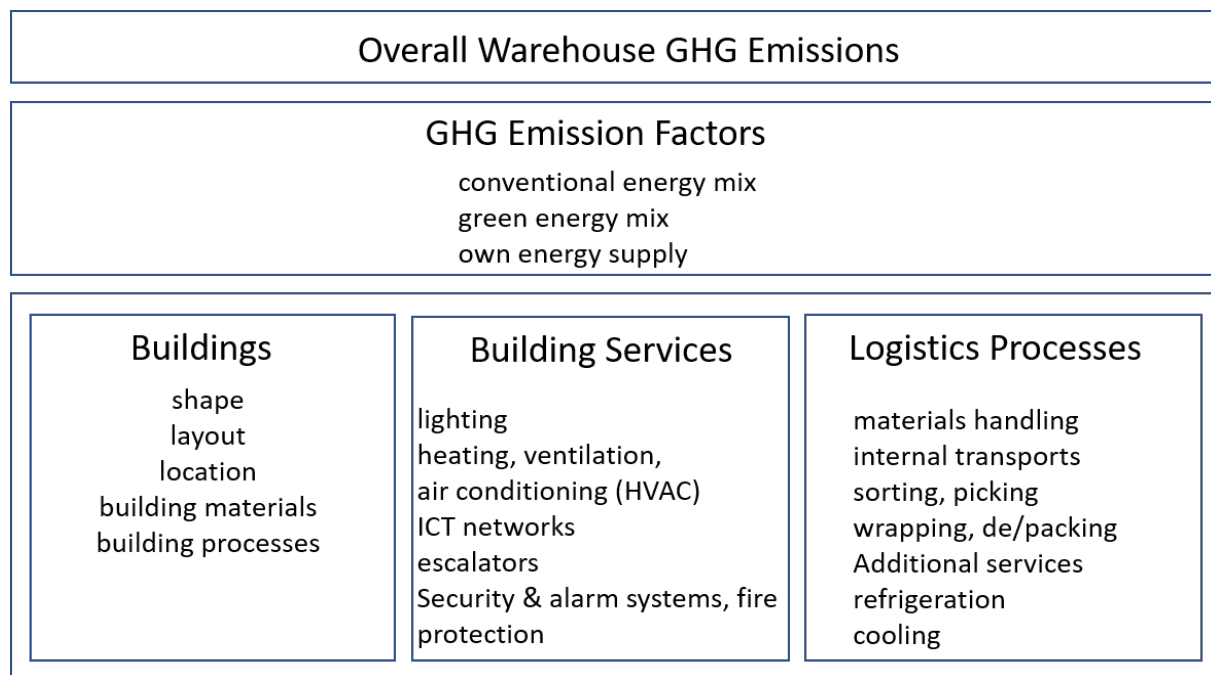 Overall Warehouse GHG Emissions
GHG Emission Factors
conventional energy mix
green energy mix
own energy supply
Buildings
shape
layout
location
building materials
building processes
Building Services
lighting
heating, ventilation,
air conditioning (HVAC)
ICT networks
escalators
Security & alarm systems, fire
protection
Logistics Processes
materials handling
internal transports
sorting, picking
wrapping, de/packing
Additional services
refrigeration
cooling